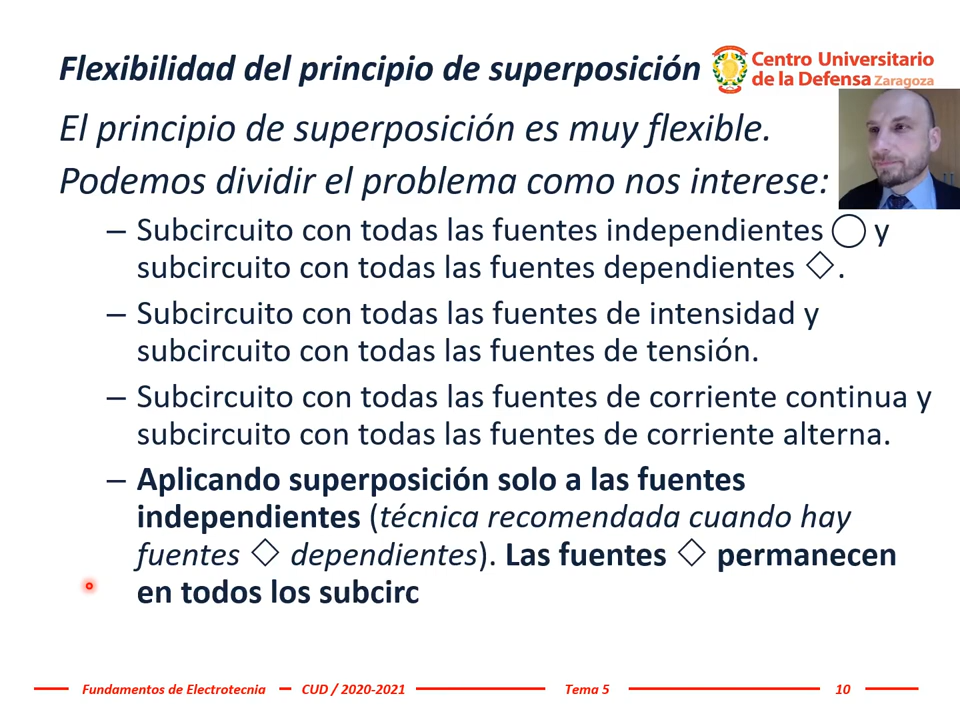 Flexibilidad del principio de superposición
Centro Universitario
de la Defensa Zaragoza
El principio de superposición es muy flexible.
Podemos dividir el problema como nos interese:
– Subcircuito con todas las fuentes independientes ◯ y
subcircuito con todas las fuentes dependientes ◇.
– Subcircuito con todas las fuentes de intensidad y
subcircuito con todas las fuentes de tensión.
– Subcircuito con todas las fuentes de corriente continua y
subcircuito con todas las fuentes de corriente alterna.
– Aplicando superposición solo a las fuentes
independientes (técnica recomendada cuando hay
fuentes ◇ dependientes). Las fuentes ◇ permanecen
en todos los subcirc
Fundamentos de Electrotecnia CUD / 2020-2021 Tema 5 10